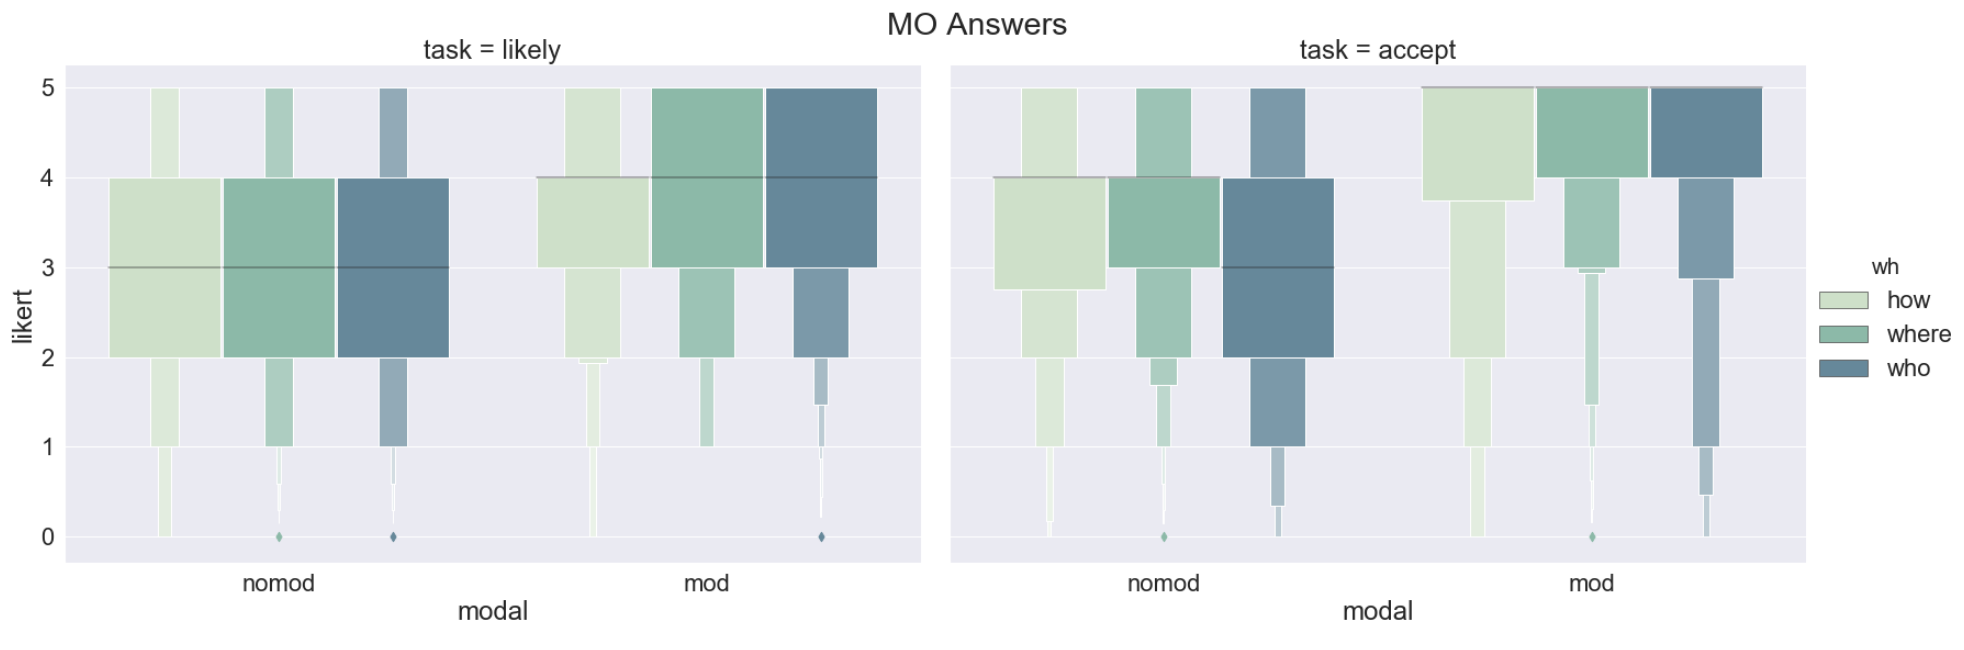 MO Answers
task = likely
task = accept
likert
5
4
3
2
1
0
nomod
mod
modal
nomod
mod
modal
wh
how
where
who